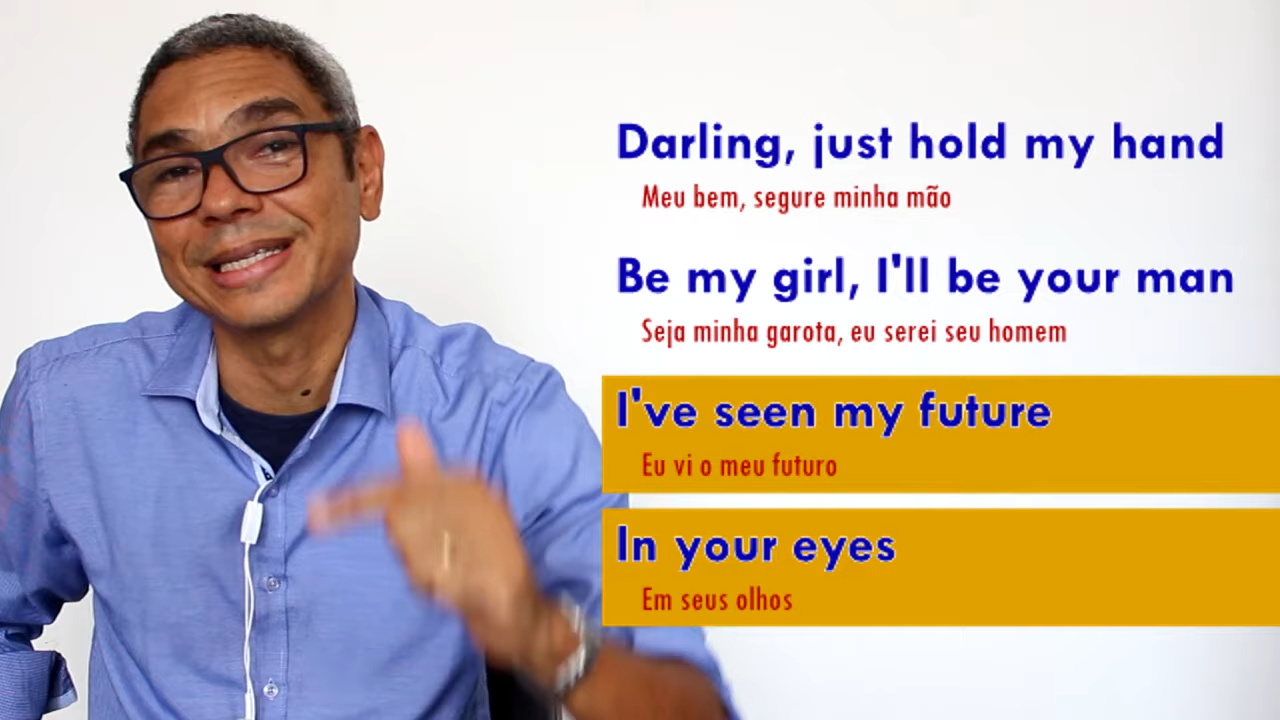 Darling, just hold my hand
Meu bem, segure minha mão
Be my girl, I'll be your man
Seja minha garota, eu serei seu homem
I've seen my future
Eu vi o meu futuro
In your eyes
Em seus olhos